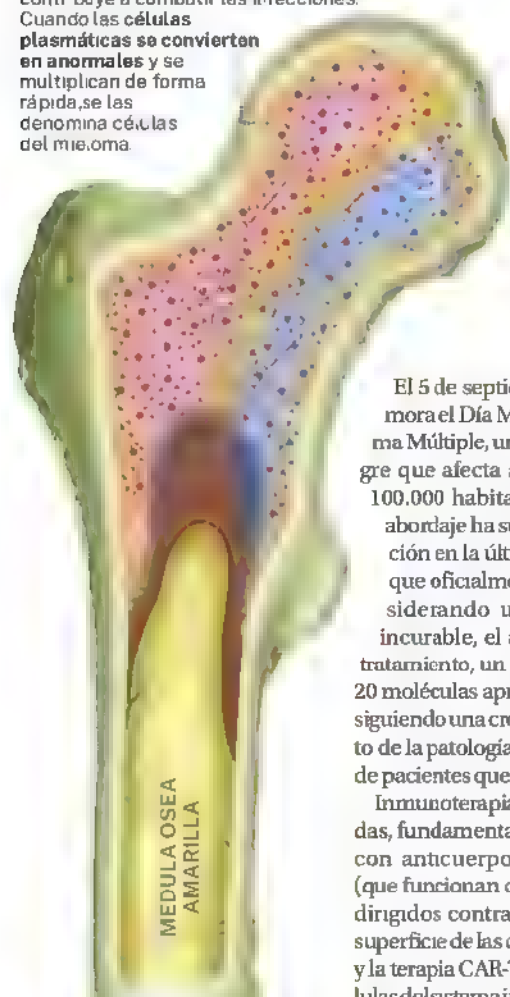 Cuando las células
plasmáticas se convierten
en anormales y se
multiplican de forma
rápida, se las
denomina células
del mieloma.
MEDULA OSEA
AMARILLA
El 5 de septi
mora el Día M
ma Múltiple, un
gre que afecta a
100.000 habita
abordaje ha su
ción en la últ
que oficialme
siderando u
incurable, el a
tratamiento, un
20 moléculas apr
siguiendo una cre
to de la patología
de pacientes que
Inmunoterapia
das, fundamenta
con anticuerpo
(que funcionan c
dirigidos contra
superficie de las c
y la terapia CAR-T